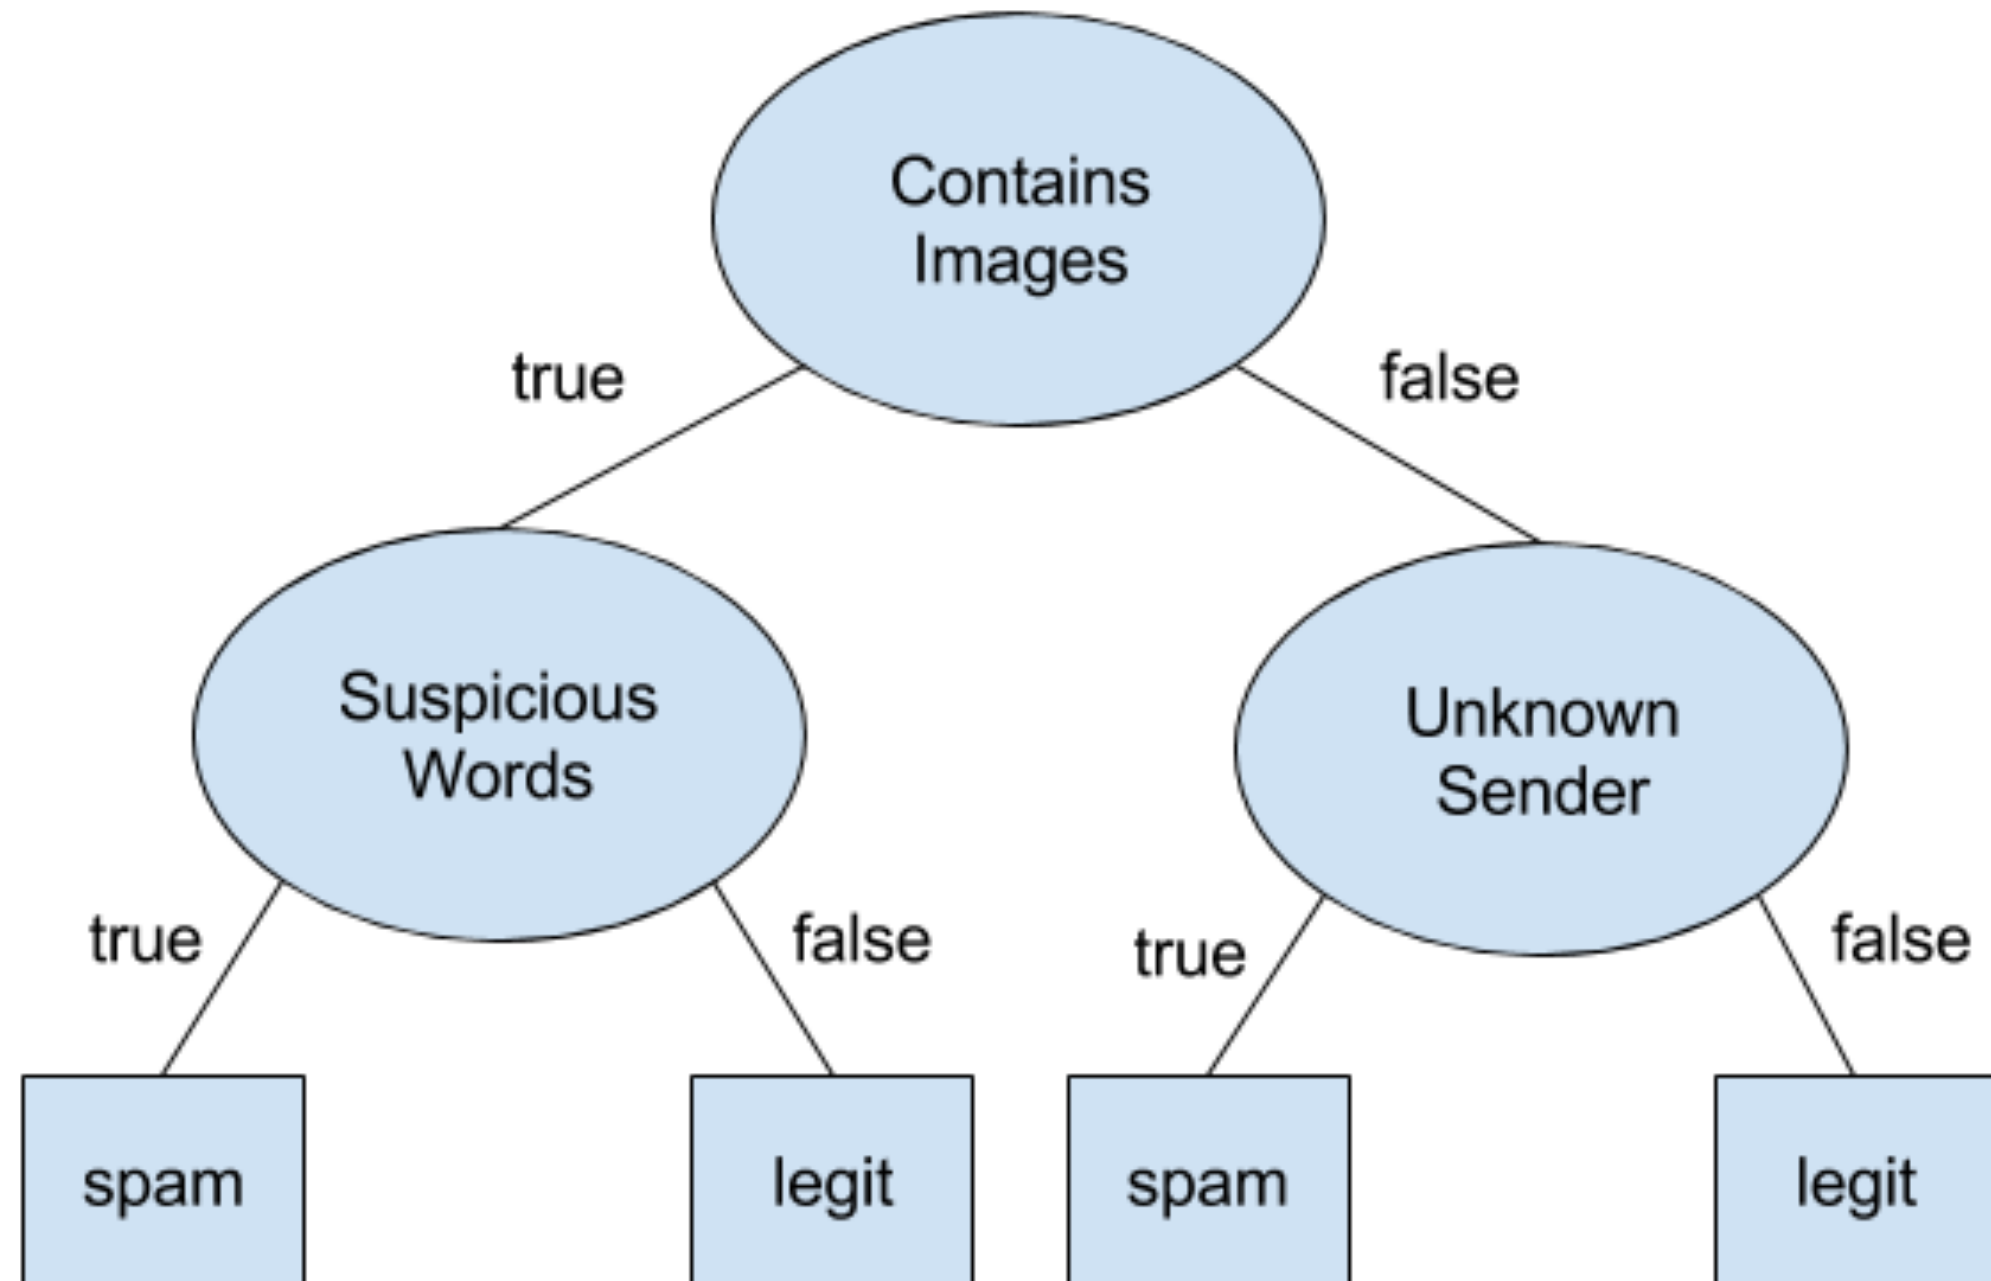 Contains
Images
true
false
Suspicious
Words
Unknown
Sender
true
false
true
false
spam
legit
spam
legit